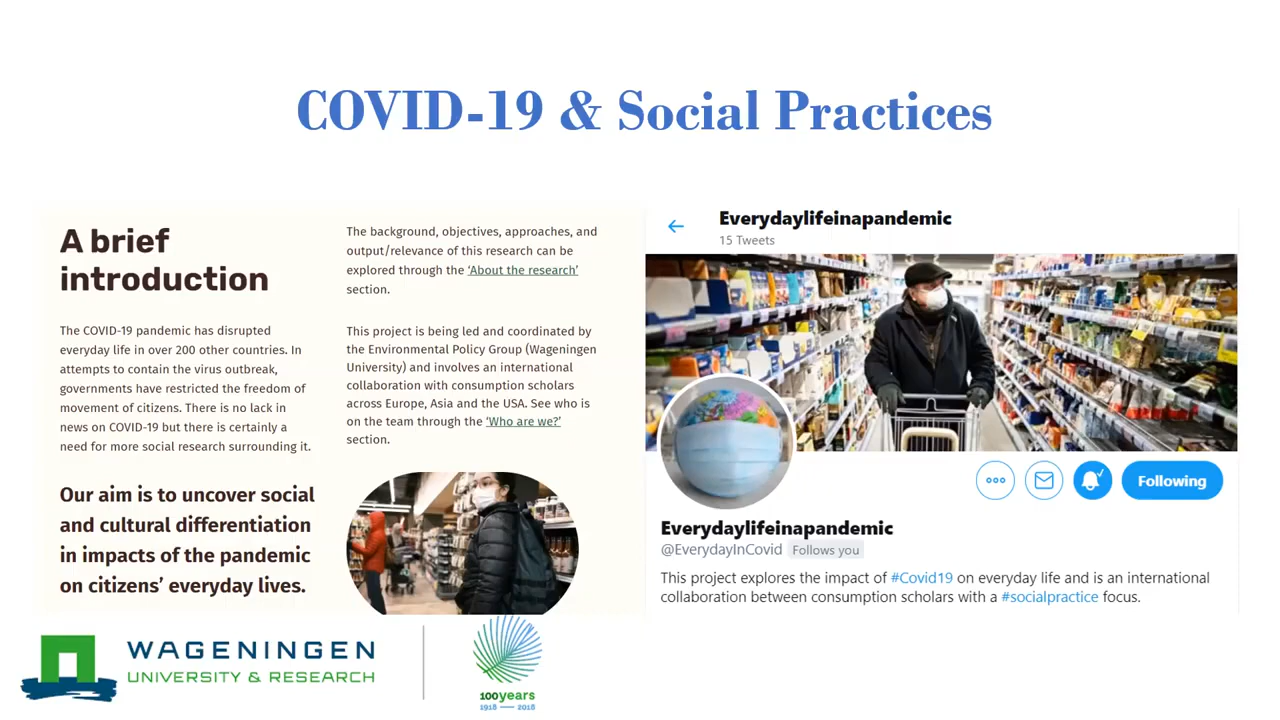 COVID-19 & Social Practices
A brief
introduction
The COVID-19 pandemic has disrupted
everyday life in over 200 other countries. In
attempts to contain the virus outbreak,
governments have restricted the freedom of
movement of citizens. There is no lack in
news on COVID-19 but there is certainly a
need for more social research surrounding it.
Our aim is to uncover social
and cultural differentiation
in impacts of the pandemic
on citizens’ everyday lives.
The background, objectives, approaches, and
output/relevance of this research can be
explored through the ‘About the research’
section.
This project is being led and coordinated by
the Environmental Policy Group (Wageningen
University) and involves an international
collaboration with consumption scholars
across Europe, Asia and the USA. See who is
on the team through the ‘Who are we?’
section.
Everydaylifeinapandemic
15 Tweets
Following
Everydaylifeinapandemic
@EverydayInCovid Follows you
This project explores the impact of #Covid19 on everyday life and is an international
collaboration between consumption scholars with a #socialpractice focus.
WAGENINGEN
UNIVERSITY & RESEARCH
100years
1918 — 2018